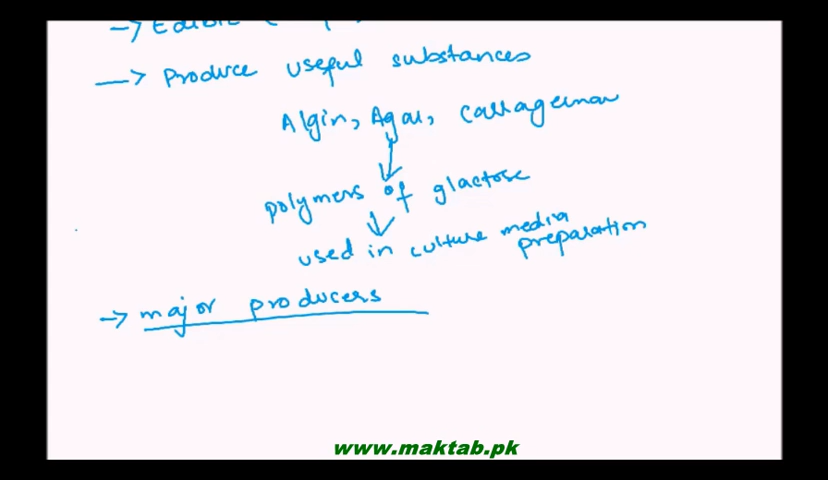 → Edible
→ Produce useful substances
Algin, Agar, Carrageenan
polymers of glactose
used in culture media
preparation
→ major producers
www.maktab.pk